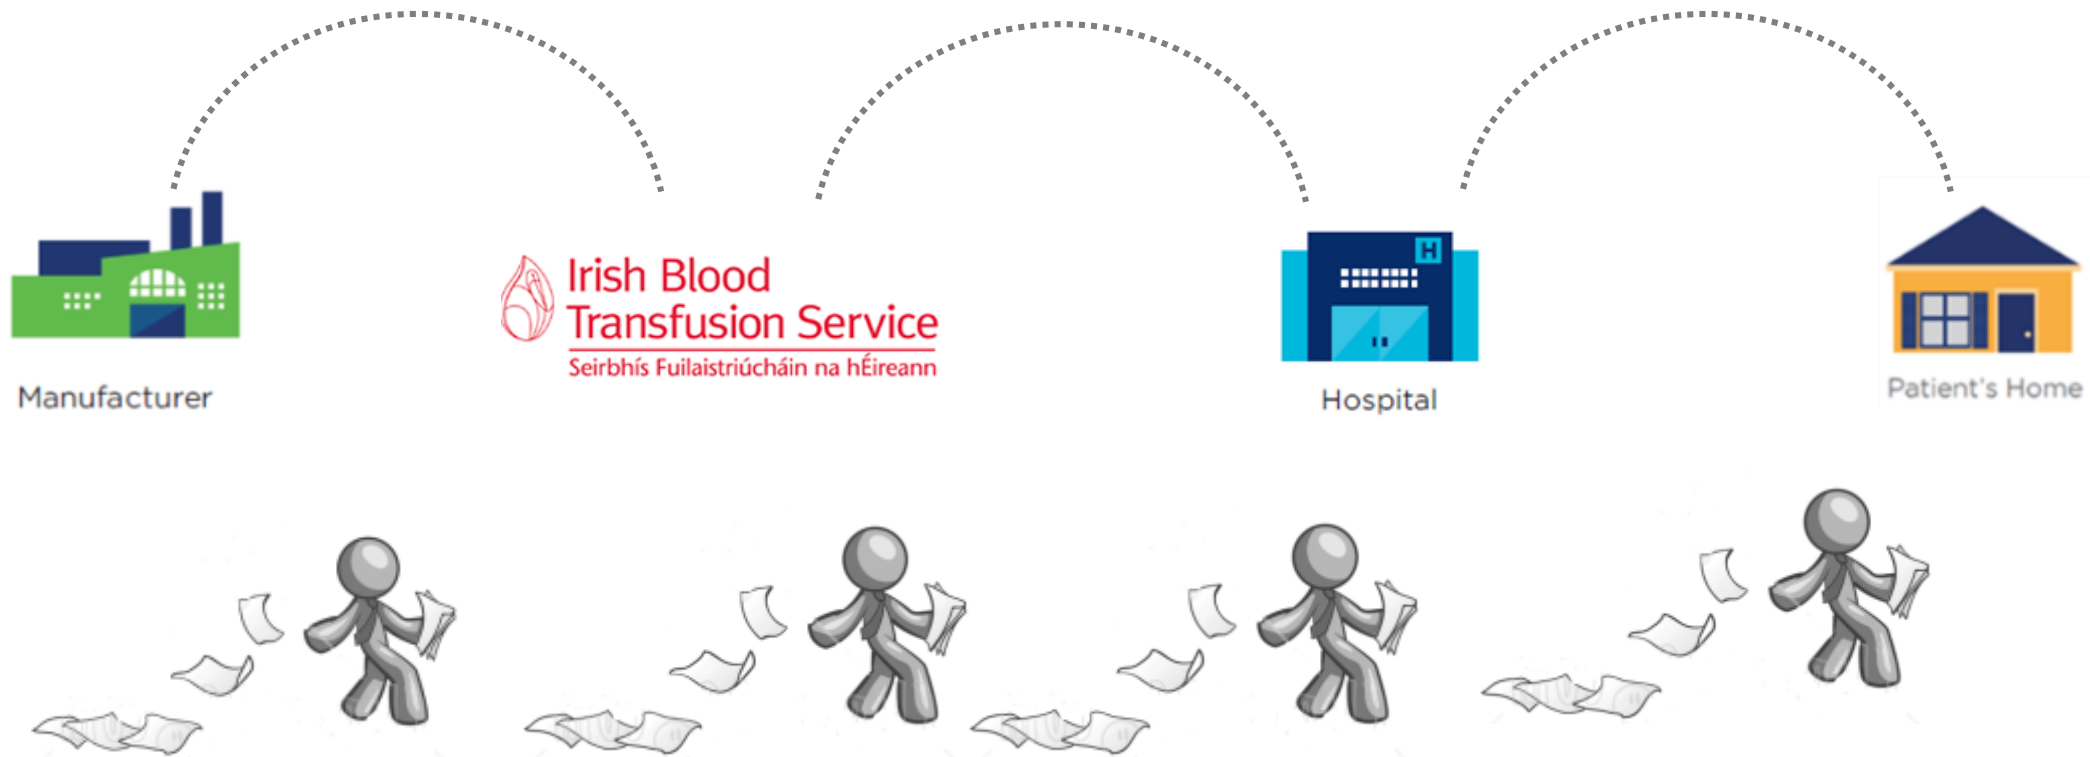 Manufacturer
Irish Blood
Transfusion Service
Seirbhís Fuilaistriúcháin na hÉireann
H
Hospital
Patient's Home